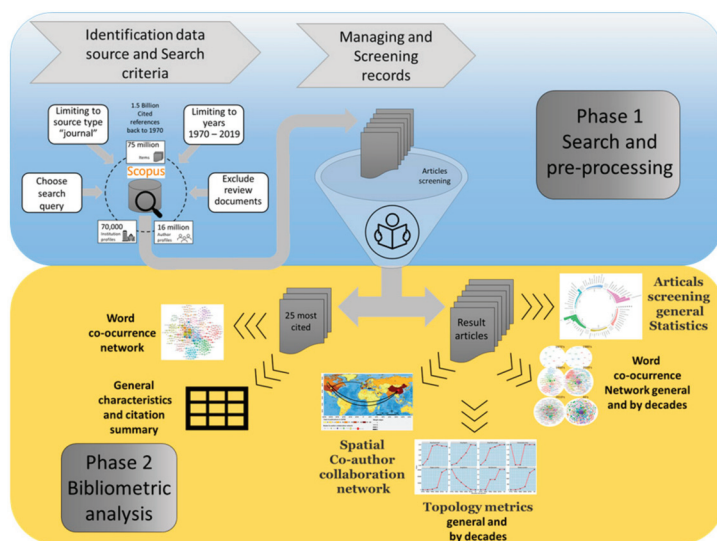 Identification data
source and Search
criteria
Managing and
Screening
records
Limiting to
source type
"journal"
1.5 Billion
Cited
references
back to 1970
Limiting to
years
1970 – 2019
75 million
Items
Scopus
Choose
search
query
Exclude
review
documents
70,000
Institution
profiles
16 million
Author
profiles
Articles
screening
Phase 1
Search and
pre-processing
25 most
cited
Result
articles
Articals
screening
general
Statistics
Word
co-ocurrence
network
Word
co-occurrence
Network general
and by decades
General
characteristics
and citation
summary
Spatial
Co-author
collaboration
network
Topology metrics
general and
by decades
Phase 2
Bibliometric
analysis